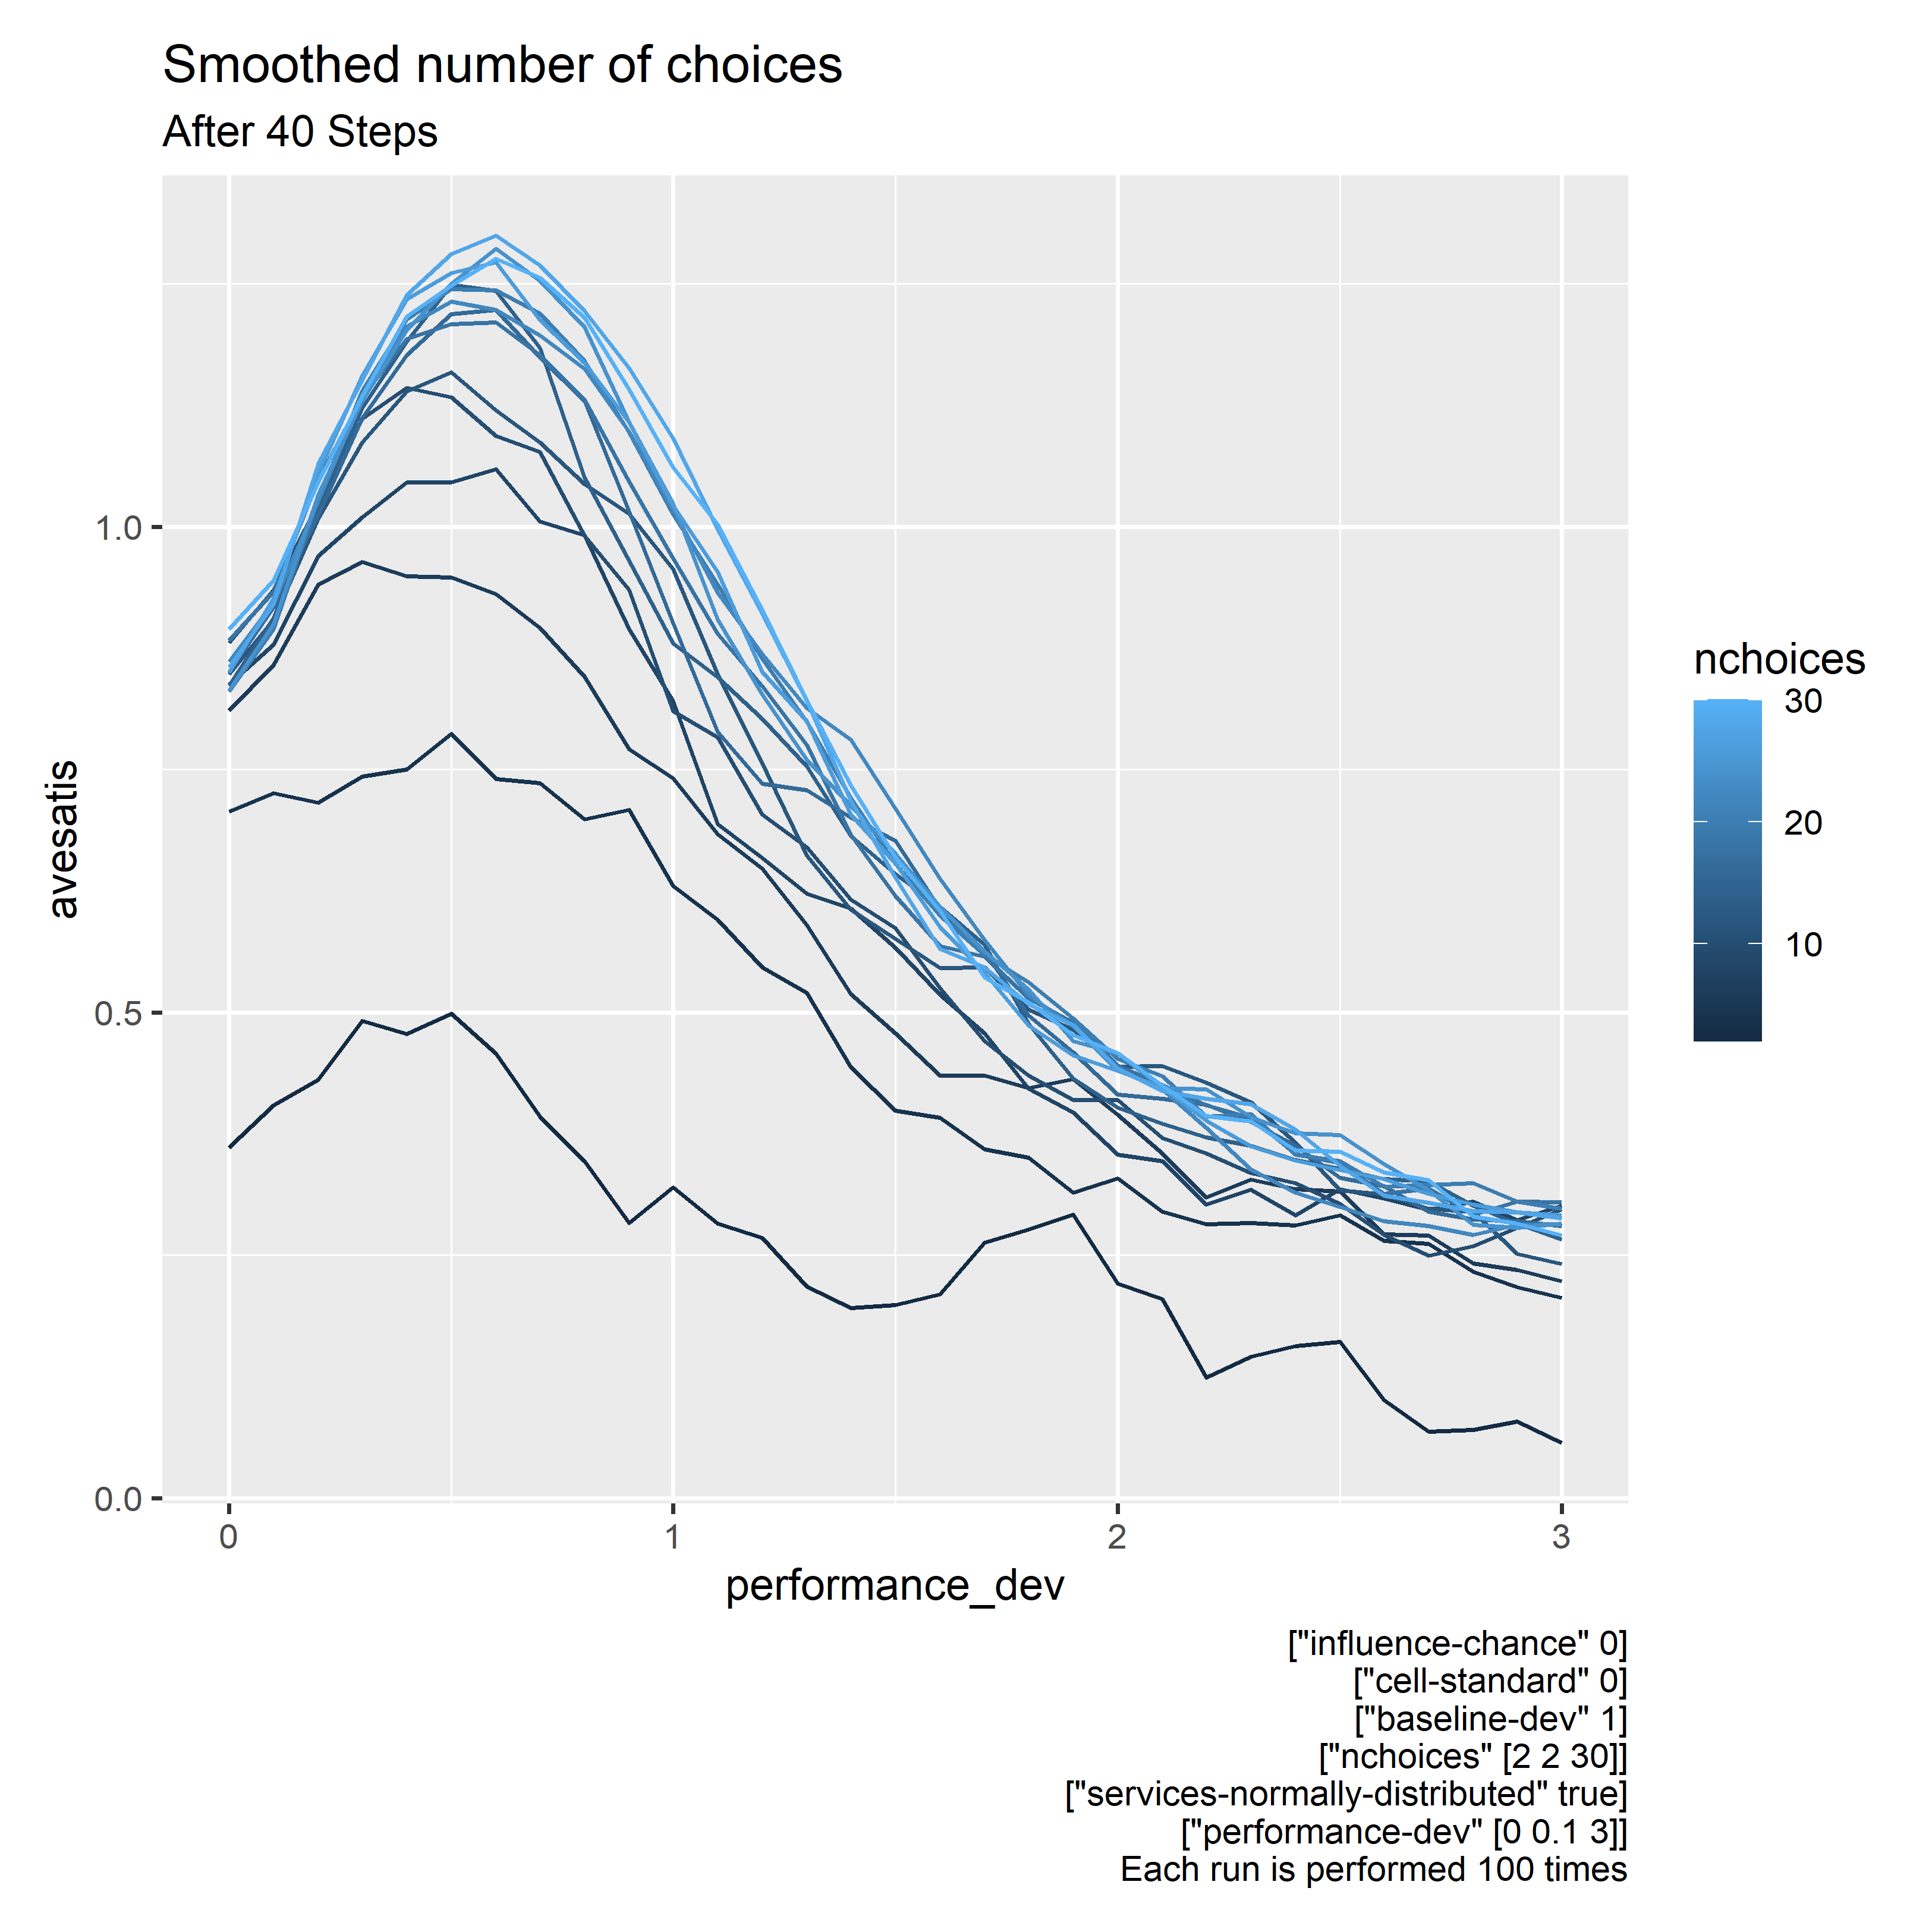 Smoothed number of choices
After 40 Steps
1.0
0.5
0.0
avesatis
0
1
2
3
performance_dev
nchoices
30
20
10
["influence-chance" 0]
["cell-standard" 0]
["baseline-dev" 1]
["nchoices" [2 2 30]]
["services-normally-distributed" true]
["performance-dev" [0 0.1 3]]
Each run is performed 100 times